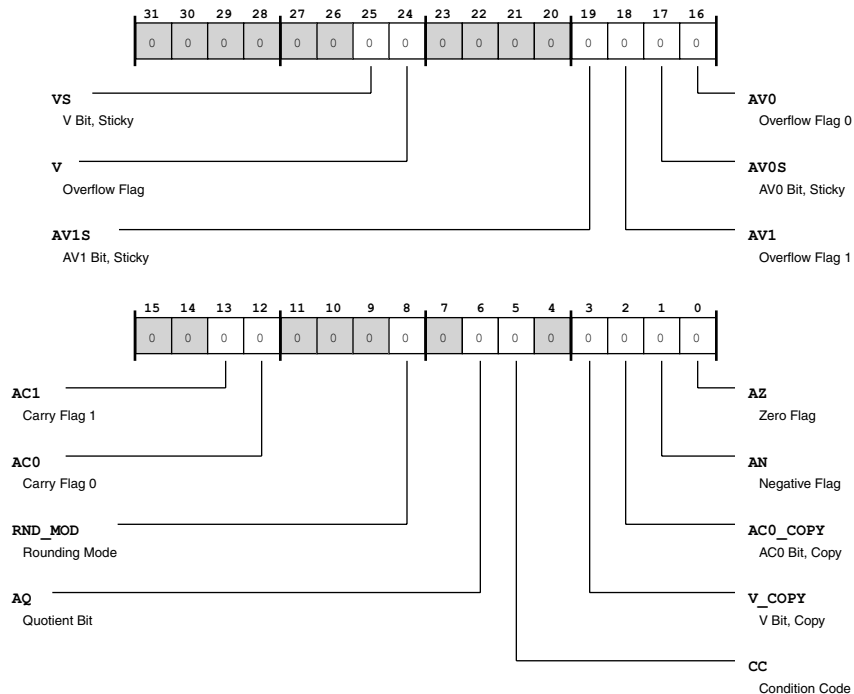 31 30 29 28 27 26 25 24 23 22 21 20 19 18 17 16
0 0 0 0 0 0 0 0 0 0 0 0 0 0 0 0
VS
V Bit, Sticky
AV0
Overflow Flag 0
V
Overflow Flag
AV0S
AV0 Bit, Sticky
AV1S
AV1 Bit, Sticky
AV1
Overflow Flag 1
15 14 13 12 11 10 9 8 7 6 5 4 3 2 1 0
0 0 0 0 0 0 0 0 0 0 0 0 0 0 0 0
AC1
Carry Flag 1
AZ
Zero Flag
AC0
Carry Flag 0
AN
Negative Flag
RND_MOD
Rounding Mode
AC0_COPY
AC0 Bit, Copy
AQ
Quotient Bit
V_COPY
V Bit, Copy
CC
Condition Code